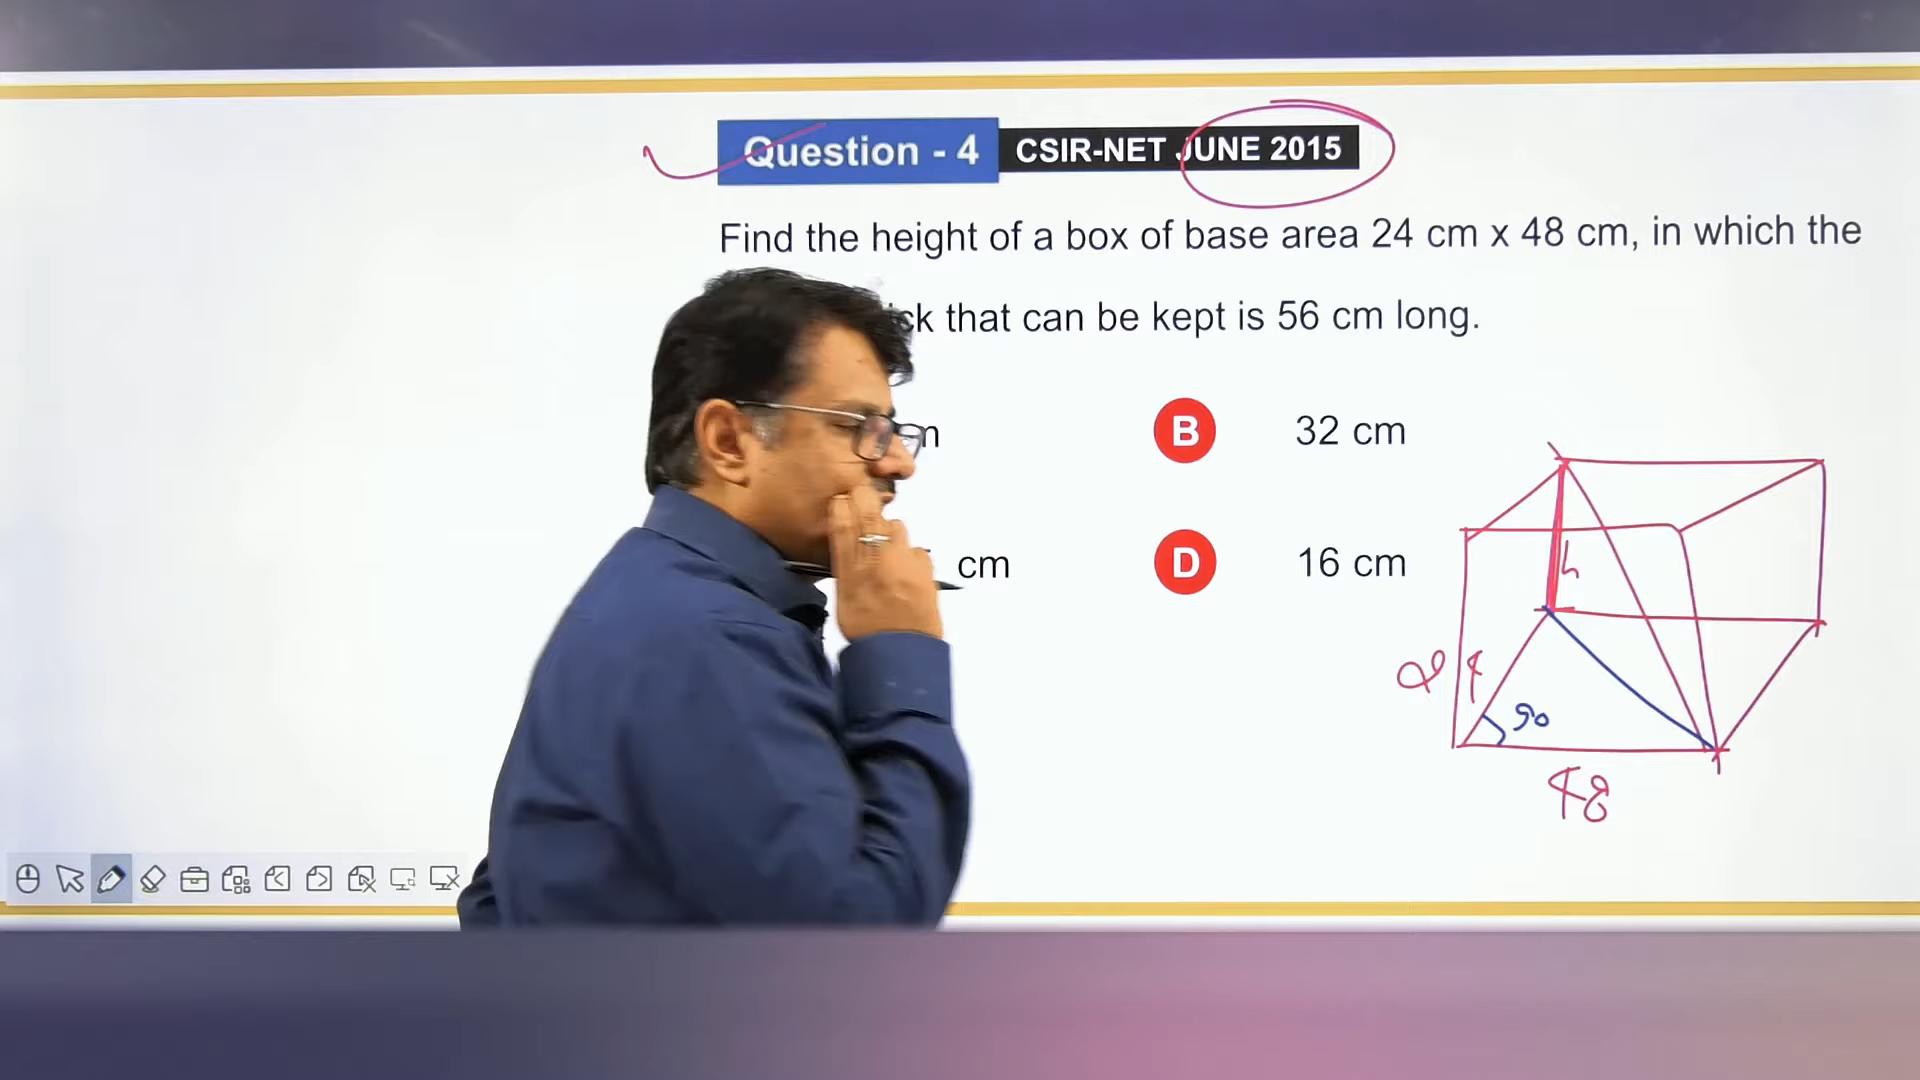 Question - 4 CSIR-NET JUNE 2015
Find the height of a box of base area 24 cm x 48 cm, in which the
that can be kept is 56 cm long.
B 32 cm
cm D 16 cm
h
24
90
48